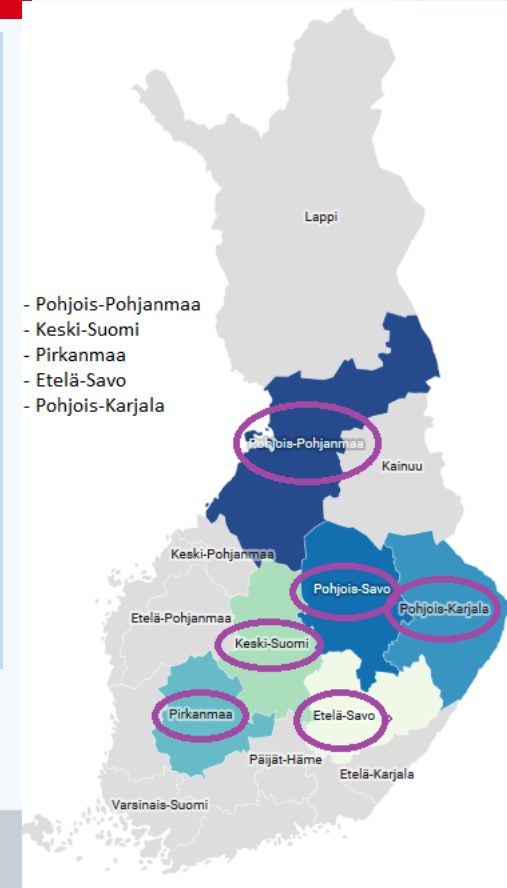 Lappi
- Pohjois-Pohjanmaa
- Keski-Suomi
- Pirkanmaa
- Etelä-Savo
- Pohjois-Karjala
Pohjois-Pohjanmaa
Kainuu
Keski-Pohjanmaa
Pohjois-Savo
Pohjois-Karjala
Etelä-Pohjanmaa
Keski-Suomi
Pirkanmaa
Etelä-Savo
Päijät-Häme
Etelä-Karjala
Varsinais-Suomi